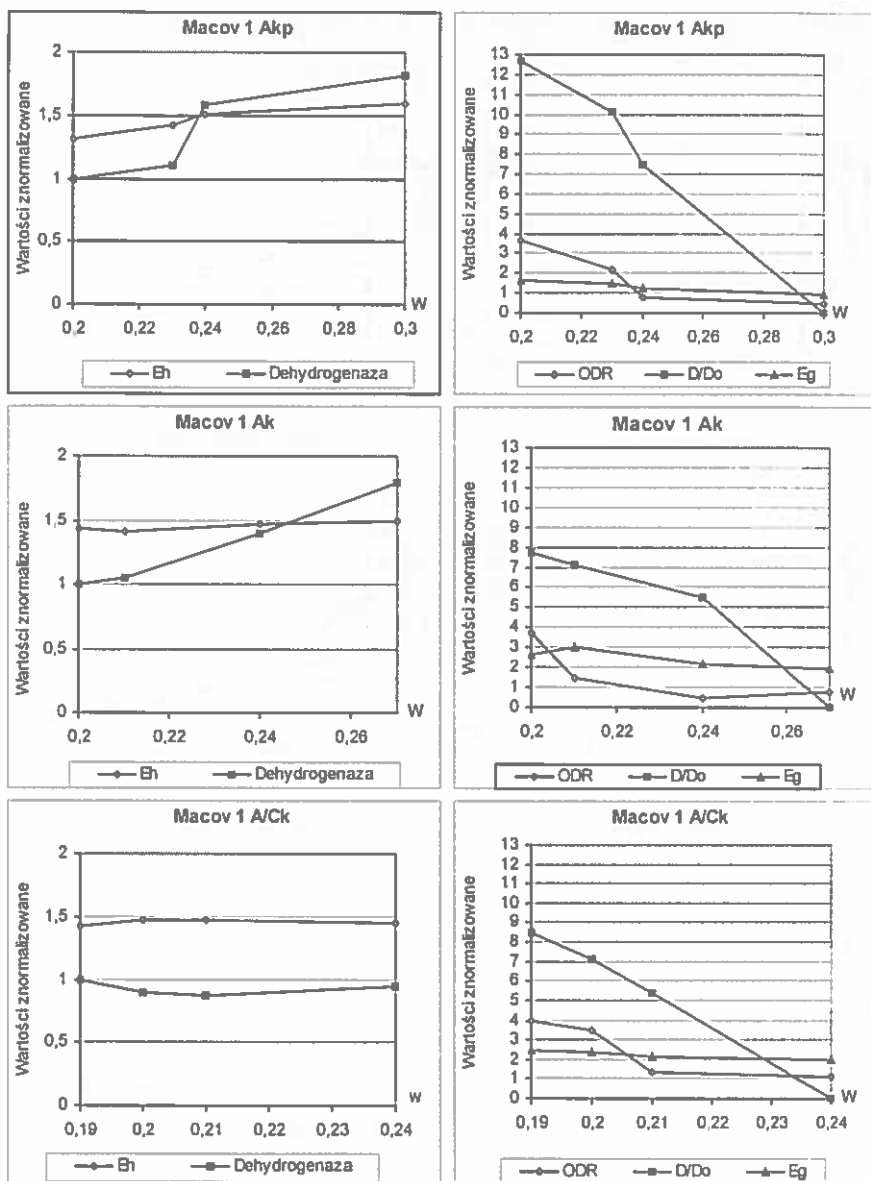 Macov 1 Akp
Wartości znormalizowane
2
1,5
1
0,5
0
W
0,2 0,22 0,24 0,26 0,28 0,3
Eh Dehydrogenaza
Macov 1 Akp
Wartości znormalizowane
13
12
11
10
9
8
7
6
5
4
3
2
1
0
W
0,2 0,22 0,24 0,26 0,28 0,3
ODR D/Do Eg
Macov 1 Ak
Wartości znormalizowane
2
1,5
1
0,5
0
W
0,2 0,22 0,24 0,26
Eh Dehydrogenaza
Macov 1 Ak
Wartości znormalizowane
13
12
11
10
9
8
7
6
5
4
3
2
1
0
W
0,2 0,22 0,24 0,26
ODR D/Do Eg
Macov 1 A/Ck
Wartości znormalizowane
2
1,5
1
0,5
0
W
0,19 0,2 0,21 0,22 0,23 0,24
Eh Dehydrogenaza
Macov 1 A/Ck
Wartości znormalizowane
13
12
11
10
9
8
7
6
5
4
3
2
1
0
W
0,19 0,2 0,21 0,22 0,23 0,24
ODR D/Do Eg